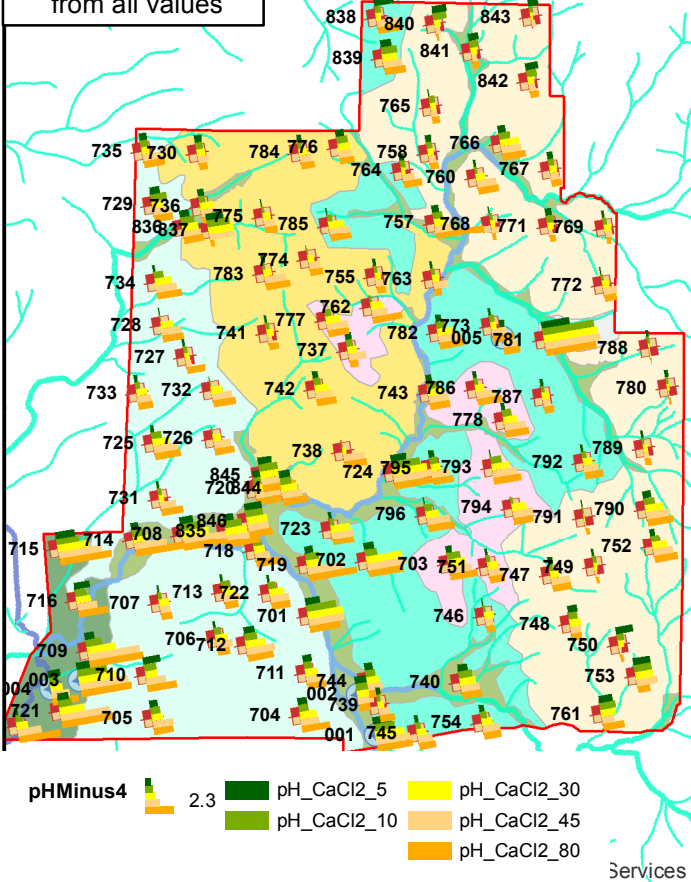 from all values
838 840 843
839 841
842
765
735 730 784 776 758 766
764 760 767
729 736
836 837 775 785 757 768 771 769
774
734 783 755 763 772
762
728 741 777 782 773 005 781
727 737 788
733 732 742 743 786 787 780
778
725 726 738 789
724 795 793 792
845
720 844
731 794 791 790
796
715 714 708 835 846 723 752
718
719 702 703 751 747 749
716 707 713 722
701 746 748
706 712 750
709
003 710 711 744 740 753
004 002
721 705 704 739 761
001 745 754
pHMinus4 2.3 pH_CaCl2_5 pH_CaCl2_30
pH_CaCl2_10 pH_CaCl2_45
pH_CaCl2_80
Services